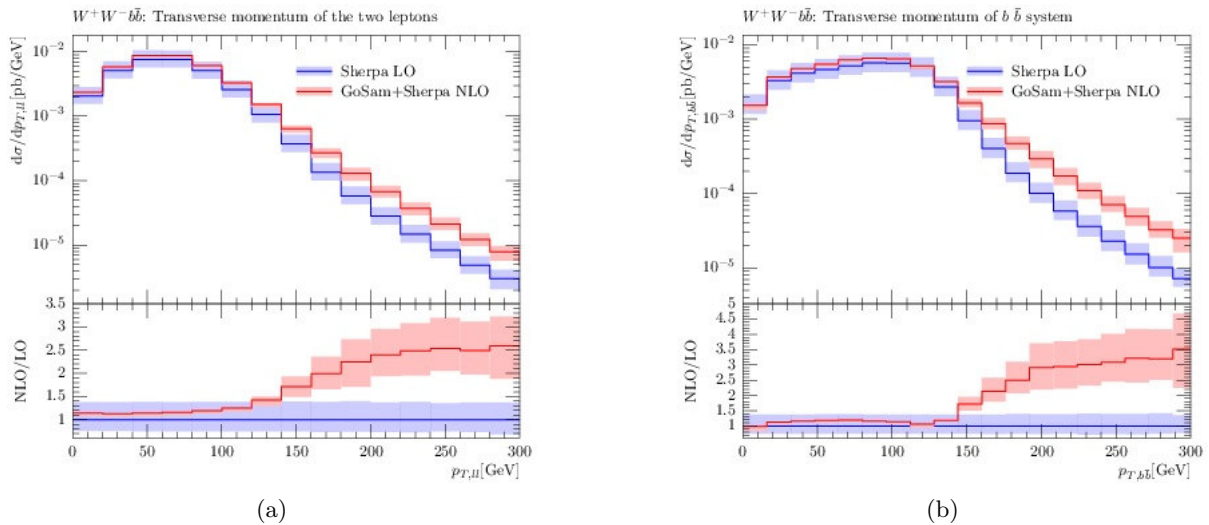 W⁺W⁻bb̄: Transverse momentum of the two leptons
dσ/dp_{T,ll}[pb/GeV]
10⁻²
10⁻³
10⁻⁴
10⁻⁵
Sherpa LO
GoSam+Sherpa NLO
NLO/LO
3.5
3
2.5
2
1.5
1
0 50 100 150 200 250 300
p_{T,ll}[GeV]
(a)
W⁺W⁻bb̄: Transverse momentum of b b̄ system
dσ/dp_{T,bb̄}[pb/GeV]
10⁻²
10⁻³
10⁻⁴
10⁻⁵
Sherpa LO
GoSam+Sherpa NLO
NLO/LO
5
4.5
4
3.5
3
2.5
2
1.5
1
0 50 100 150 200 250 300
p_{T,bb̄}[GeV]
(b)